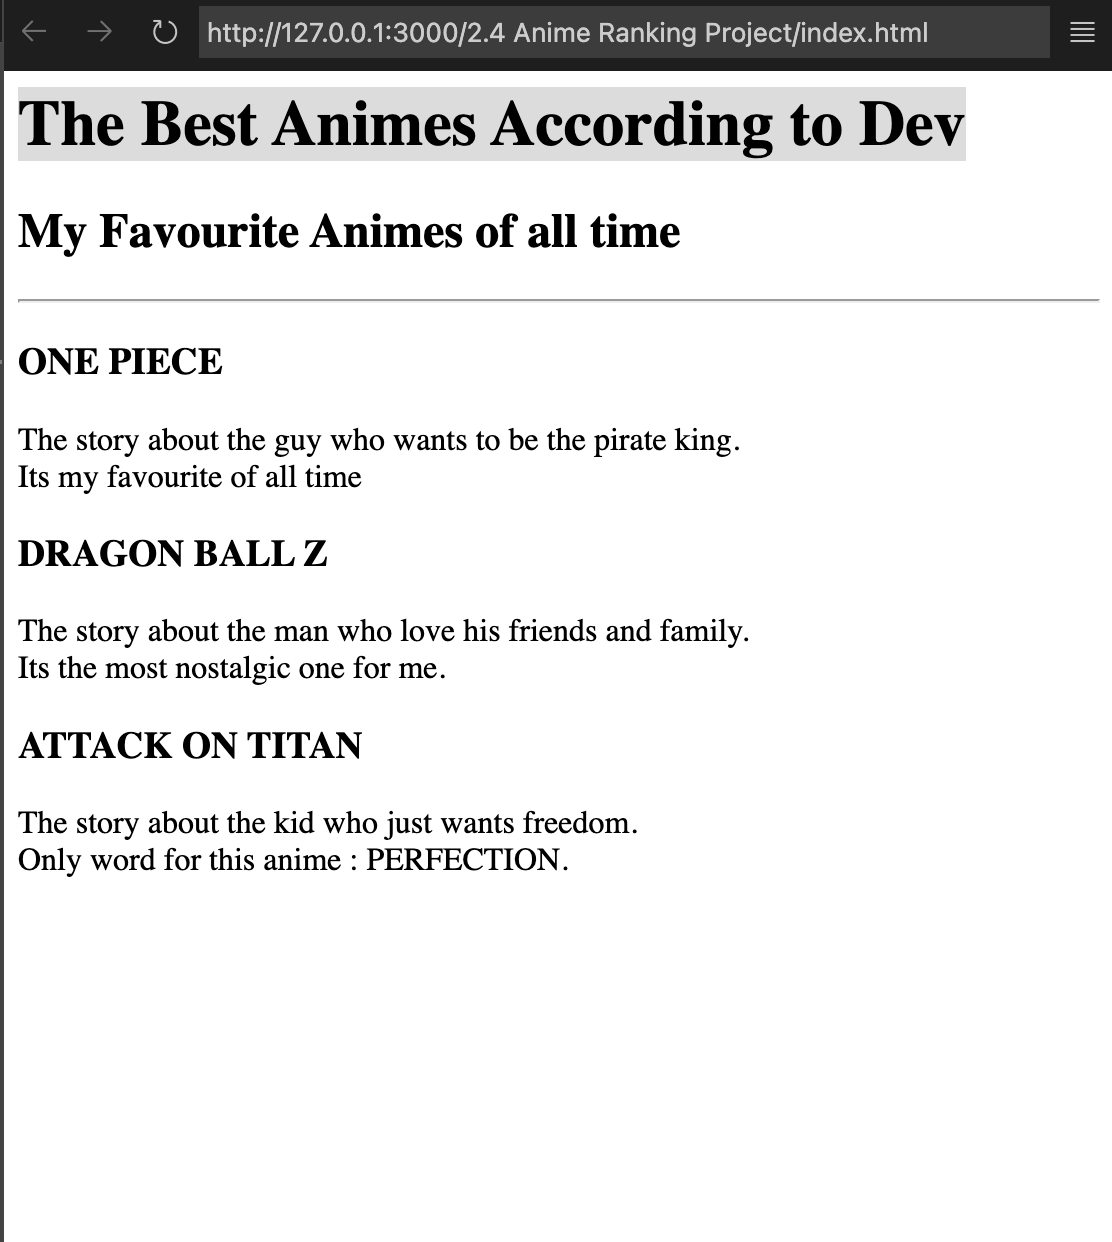 http://127.0.0.1:3000/2.4 Anime Ranking Project/index.html
The Best Animes According to Dev
My Favourite Animes of all time
ONE PIECE
The story about the guy who wants to be the pirate king.
Its my favourite of all time
DRAGON BALL Z
The story about the man who love his friends and family.
Its the most nostalgic one for me.
ATTACK ON TITAN
The story about the kid who just wants freedom.
Only word for this anime : PERFECTION.